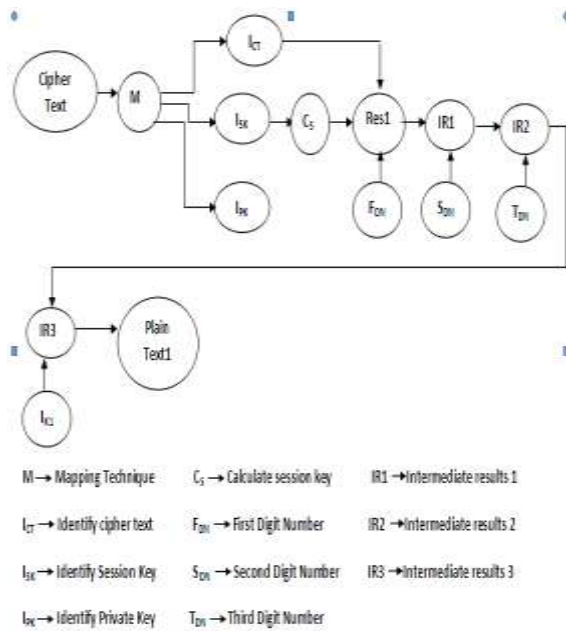 I_CT
Cipher Text
M
I_SK
C_S
Res1
IR1
IR2
I_PK
F_DN
S_DN
T_DN
IR3
Plain Text1
M → Mapping Technique
C_S → Calculate session key
IR1 → Intermediate results 1
I_CT → Identify cipher text
F_DN → First Digit Number
IR2 → Intermediate results 2
I_SK → Identify Session Key
S_DN → Second Digit Number
IR3 → Intermediate results 3
I_PK → Identify Private Key
T_DN → Third Digit Number